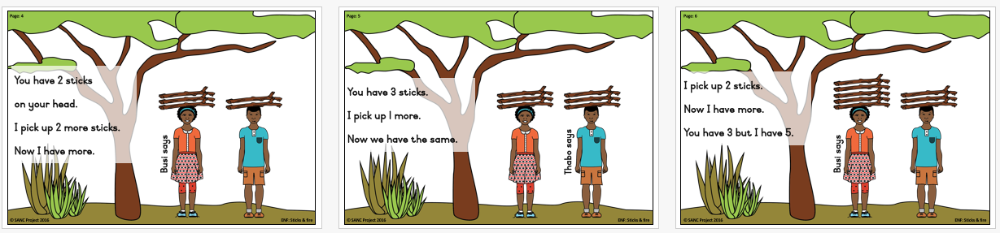 Page: 4
You have 2 sticks
on your head.
I pick up 2 more sticks.
Now I have more.
Busi says
© SANC Project 2016
ENF: Sticks & fire
Page: 5
You have 3 sticks.
I pick up 1 more.
Now we have the same.
Thabo says
© SANC Project 2016
ENF: Sticks & fire
Page: 6
I pick up 2 sticks.
Now I have more.
You have 3 but I have 5.
Busi says
© SANC Project 2016
ENF: Sticks & fire